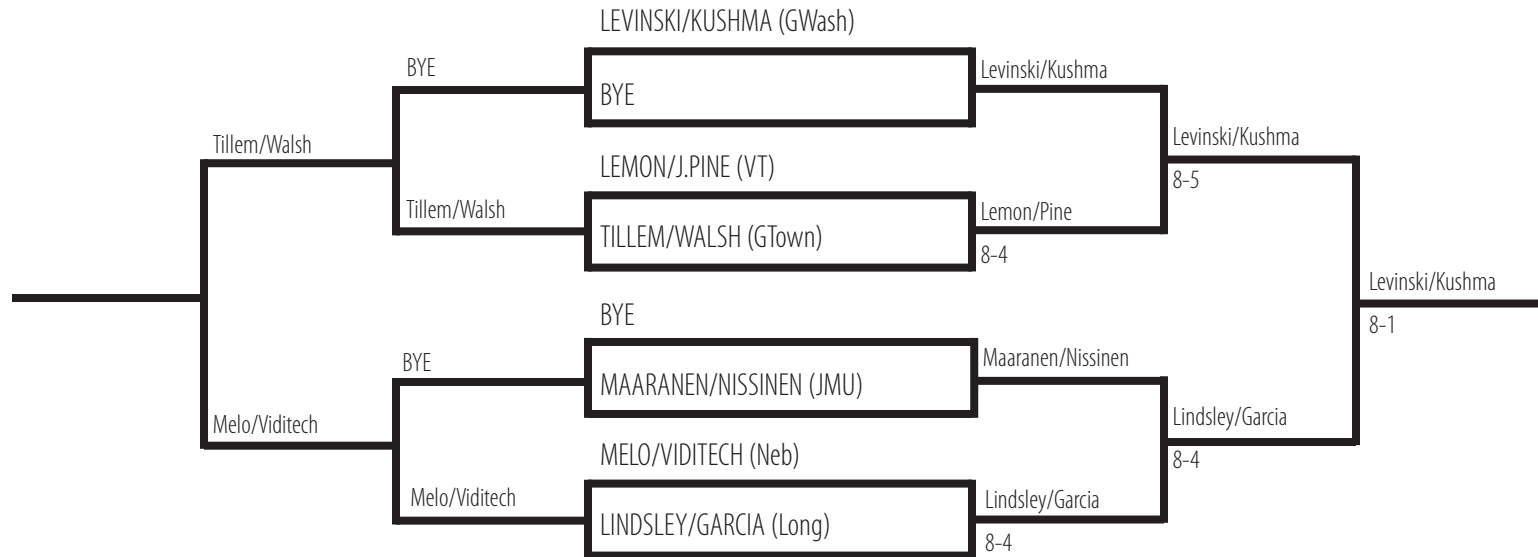 LEVINSKI/KUSHMA (GWash)
BYE
Levinski/Kushma
BYE
Tillem/Walsh
Levinski/Kushma
LEMON/J.PINE (VT)
8-5
Tillem/Walsh
Lemon/Pine
TILLEM/WALSH (GTown)
8-4
Levinski/Kushma
BYE
8-1
BYE
Maaranen/Nissinen
MAARANEN/NISSINEN (JMU)
Melo/Viditech
Lindsley/Garcia
MELO/VIDITECH (Neb)
8-4
Melo/Viditech
Lindsley/Garcia
LINDSLEY/GARCIA (Long)
8-4